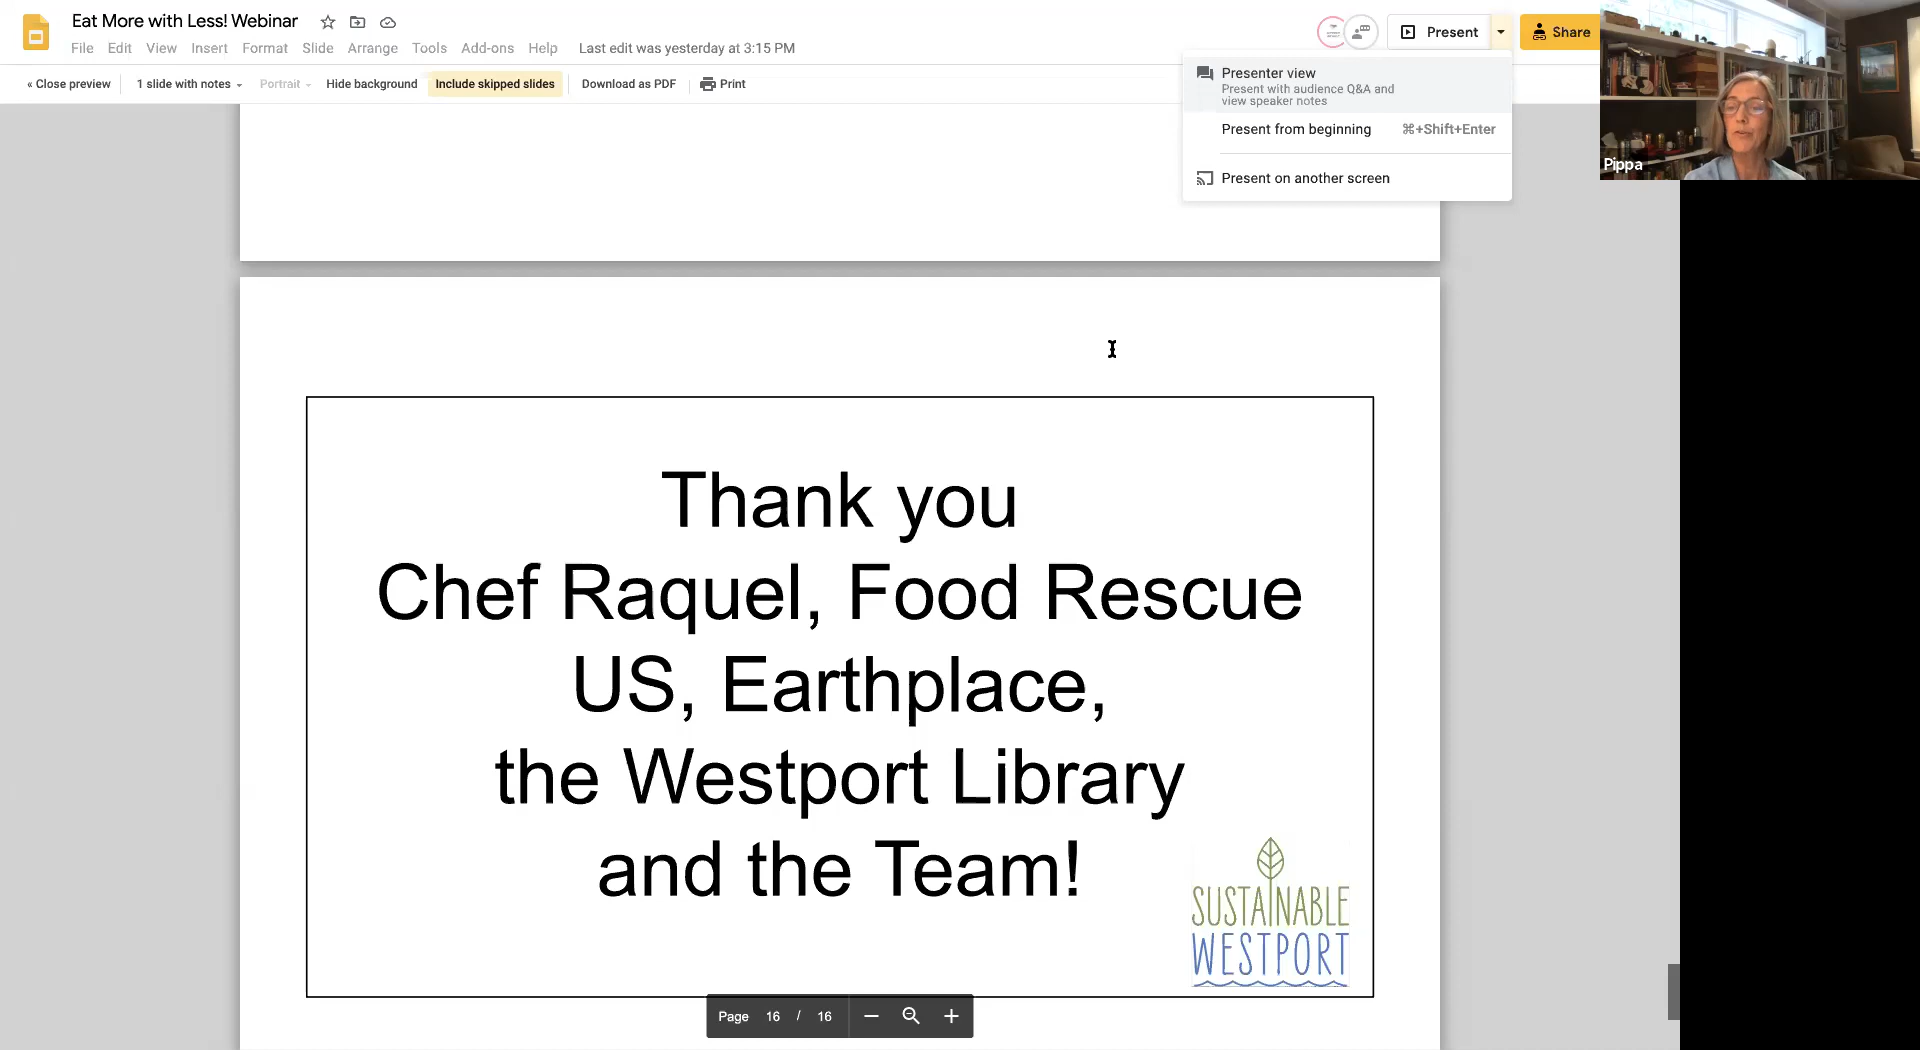 Eat More with Less! Webinar
File Edit View Insert Format Slide Arrange Tools Add-ons Help Last edit was yesterday at 3:15 PM
Present
Share
« Close preview 1 slide with notes Portrait Hide background Include skipped slides Download as PDF Print
Presenter view
Present with audience Q&A and
view speaker notes
Present from beginning ⌘+Shift+Enter
Present on another screen
Pippa
Thank you
Chef Raquel, Food Rescue
US, Earthplace,
the Westport Library
and the Team!
SUSTAINABLE
WESTPORT
Page 16 / 16